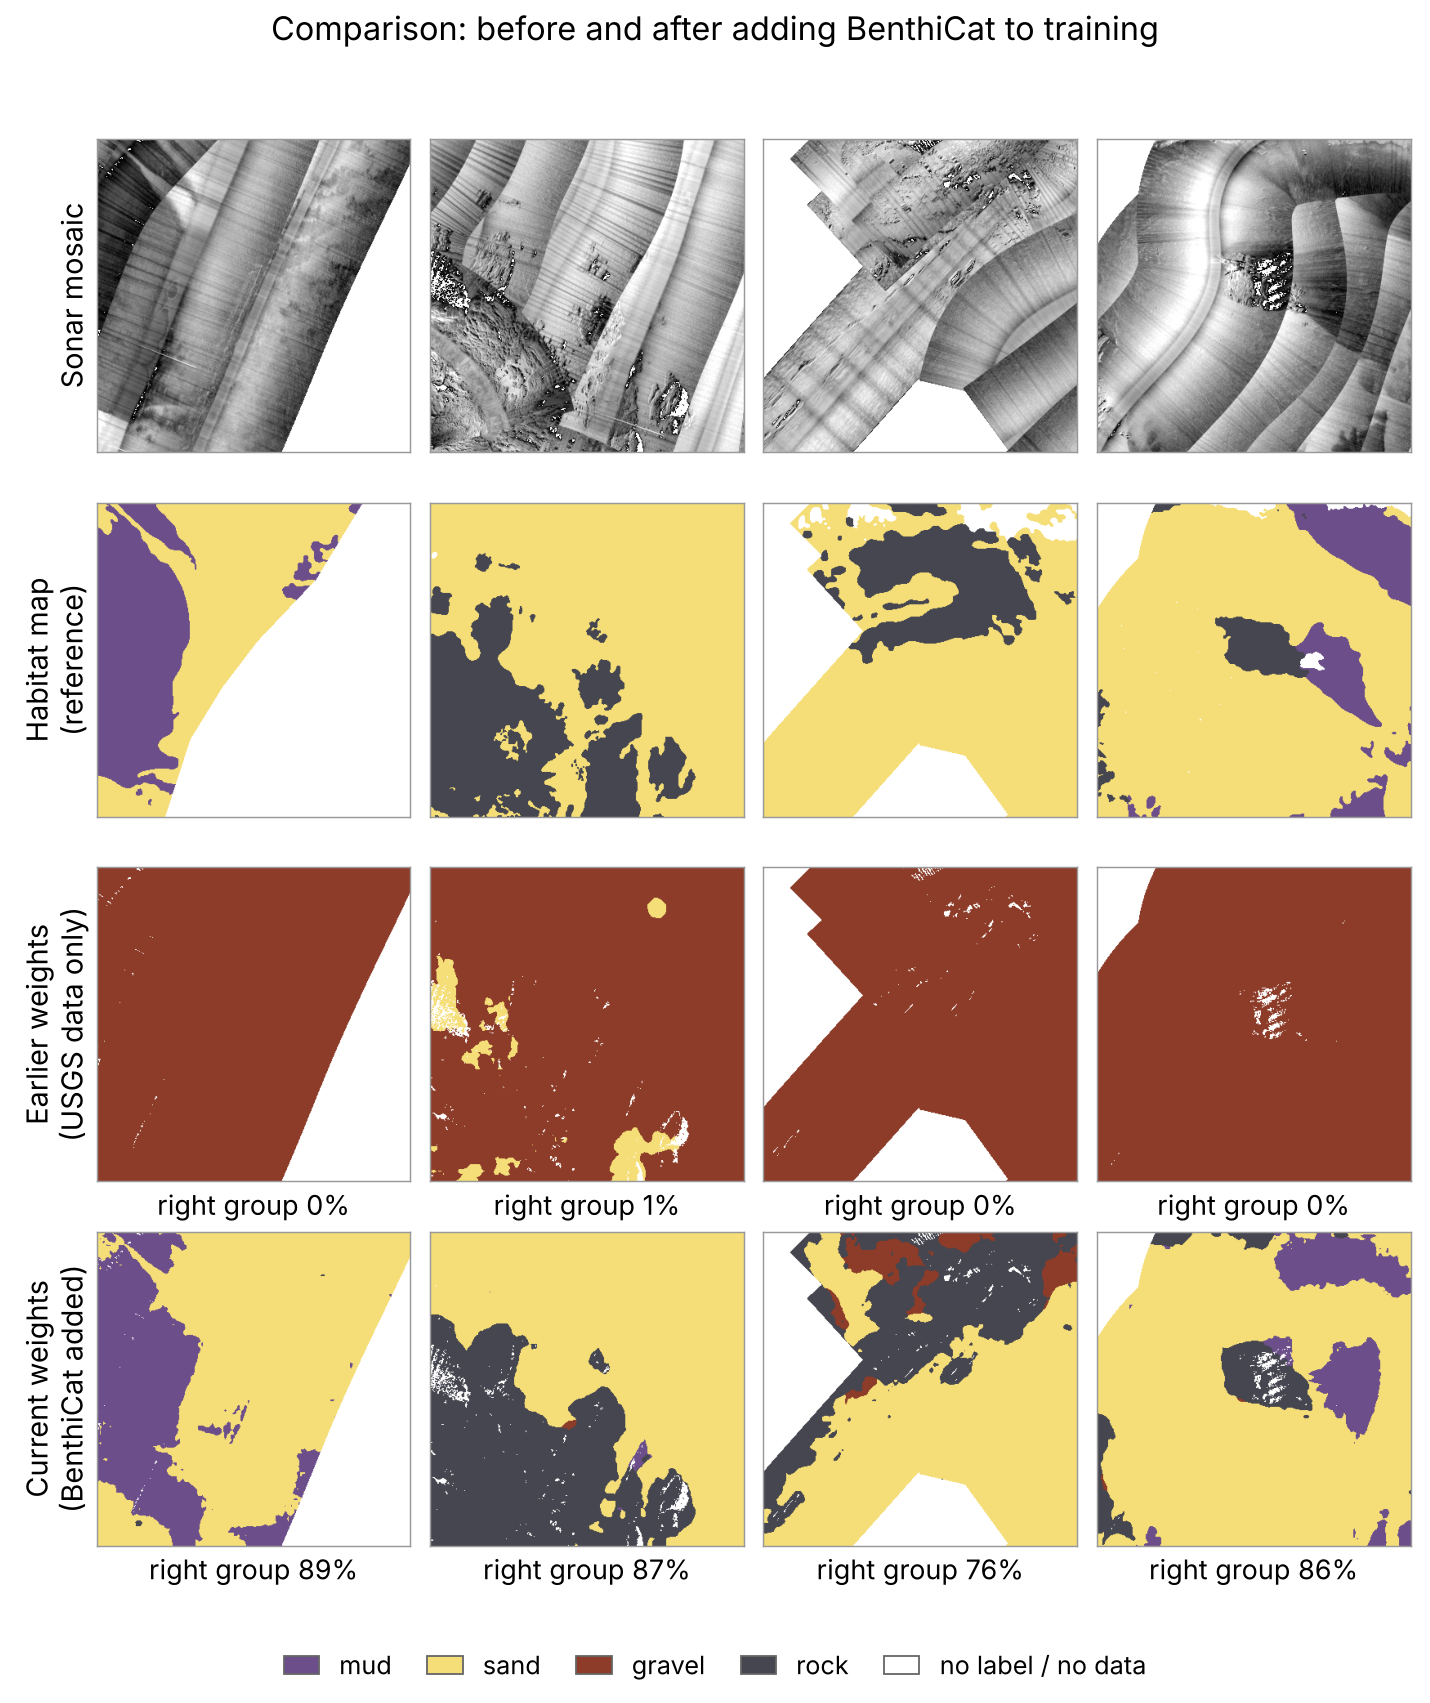 Comparison: before and after adding BenthiCat to training
Sonar mosaic
Habitat map
(reference)
Earlier weights
(USGS data only)
right group 0%
right group 1%
right group 0%
right group 0%
Current weights
(BenthiCat added)
right group 89%
right group 87%
right group 76%
right group 86%
mud
sand
gravel
rock
no label / no data